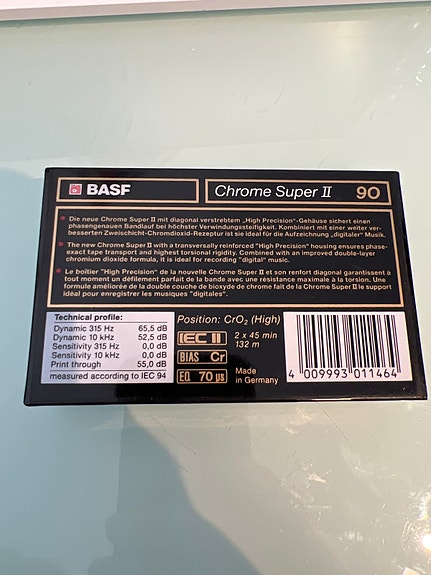 BASF
Chrome Super II 90
Die neue Chrome Super II mit diagonal verstrebtem „High Precision"-Gehäuse sichert einen
phasengenauen Bandlauf bei höchster Verwindungssteifigkeit. Kombiniert mit einer weiter ver-
besserten Zweischicht-Chromdioxid-Rezeptur ist sie ideal für die Aufzeichnung „digitaler" Musik.
The new Chrome Super II with a transversally reinforced "High Precision" housing ensures phase-
exact tape transport and highest torsional rigidity. Combined with an improved double-layer
chromium dioxide formula, it is ideal for recording "digital" music.
Le boîtier "High Precision" de la nouvelle Chrome Super II et son renfort diagonal garantissent à
tout moment un défilement parfait de la bande avec une résistance maximale à la torsion. Une
formule améliorée de la double couche de bioxyde de chrome fait de la Chrome Super II le support
idéal pour enregistrer les musiques "digitales".
Technical profile:
Dynamic 315 Hz 65,5 dB
Dynamic 10 kHz 52,5 dB
Sensitivity 315 Hz 0,0 dB
Sensitivity 10 kHz 0,0 dB
Print through 55,0 dB
measured according to IEC 94
Position: CrO₂ (High)
IEC II 2 x 45 min
132 m
BIAS Cr
EQ 70 µs
Made
in Germany
4 009993 011464